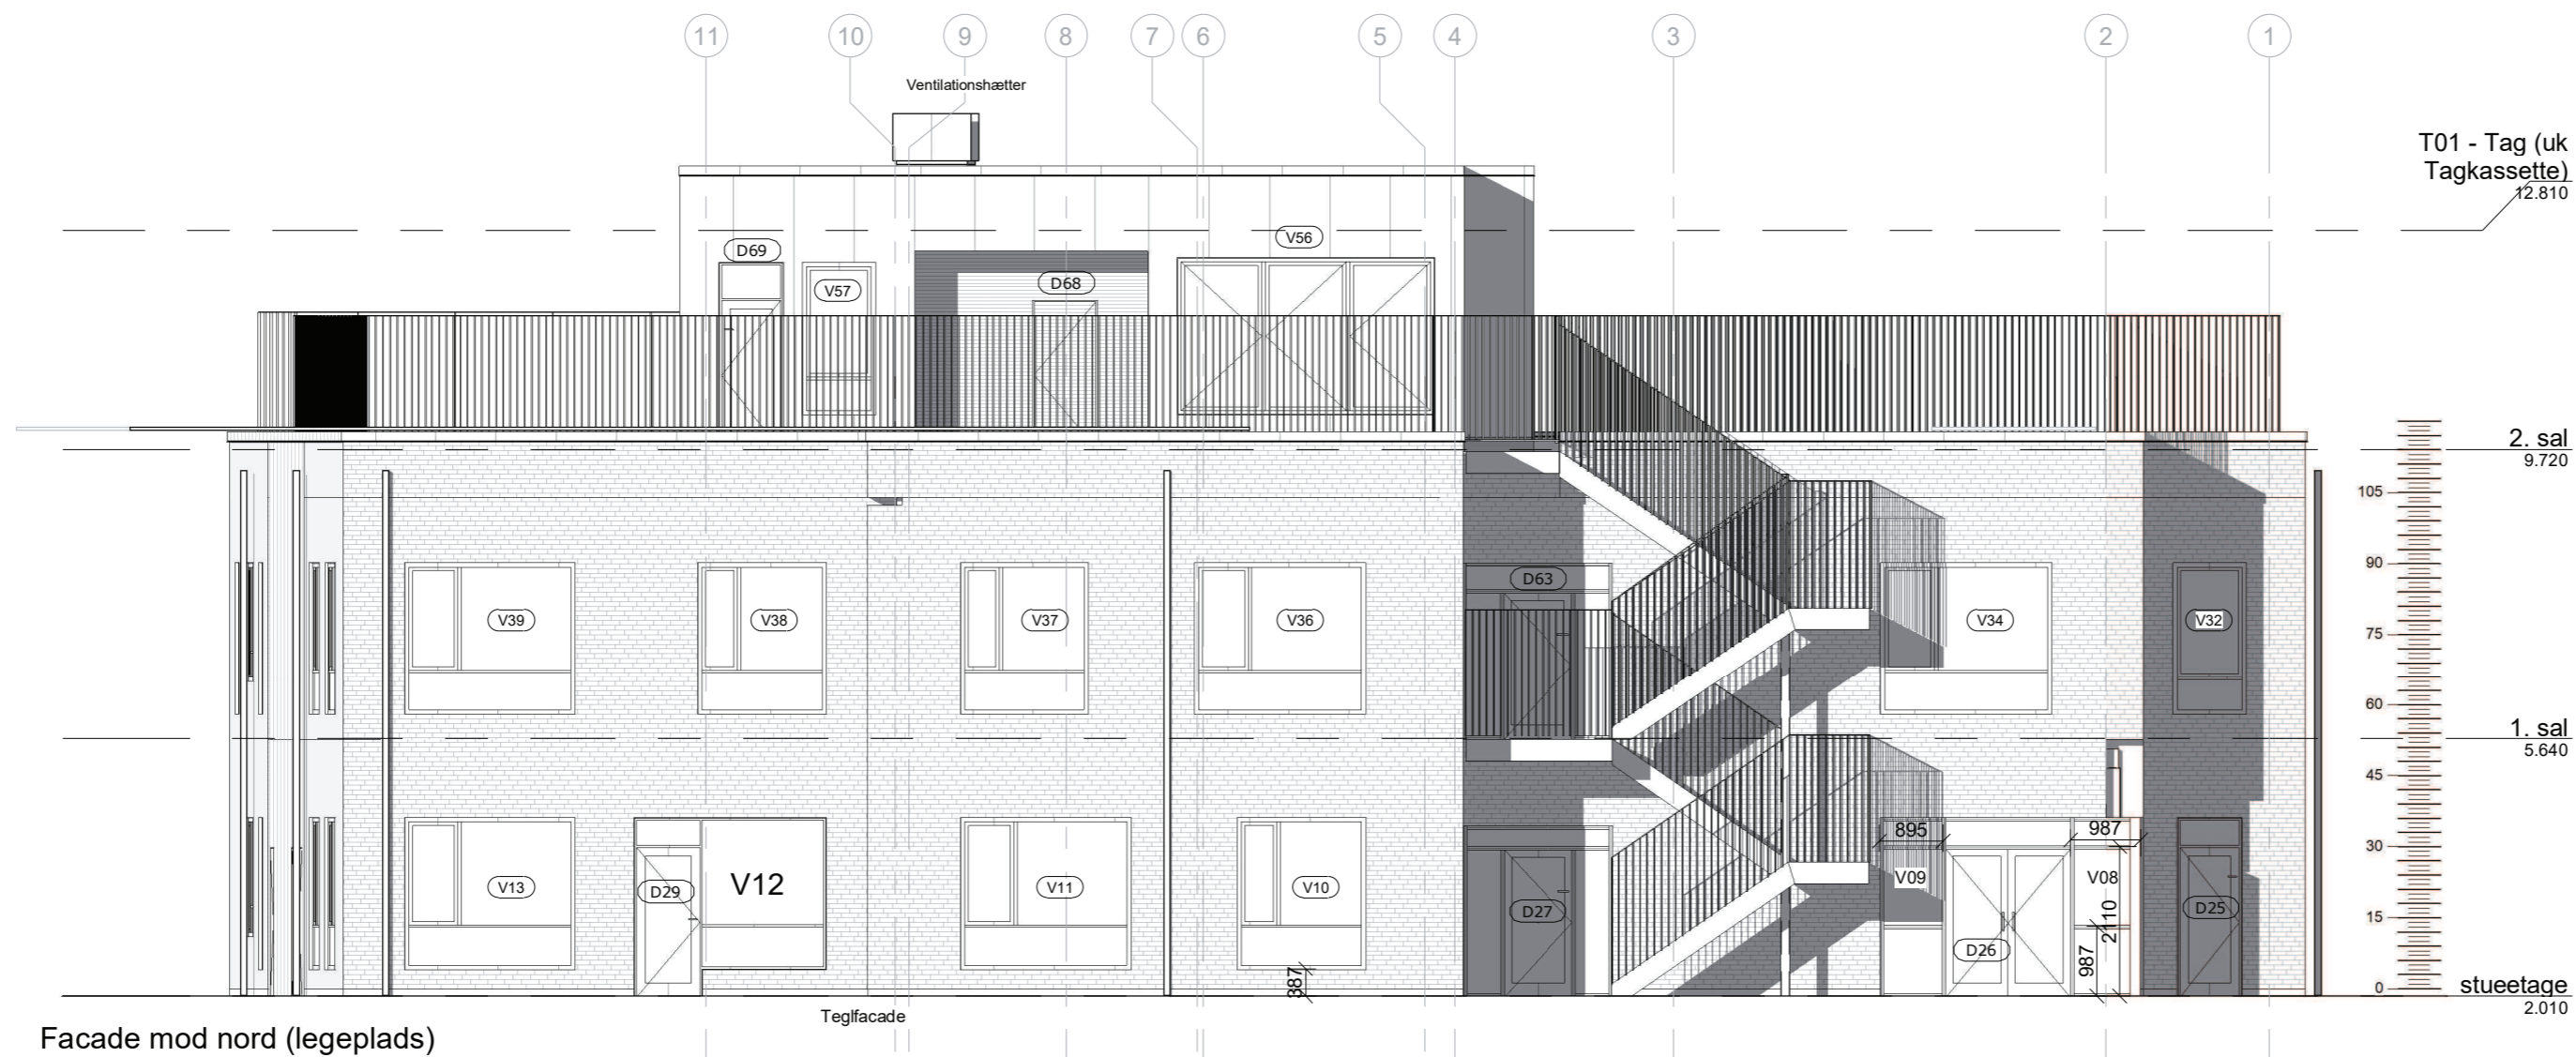 11
10
9
8
7
6
5
4
3
2
1
Ventilationshætter
T01 - Tag (uk
Tagkassette)
12.810
D69
V57
D68
V56
2. sal
9.720
105
90
75
60
45
30
15
0
V39
V38
V37
V36
D63
V34
V32
1. sal
5.640
V13
D29
V12
V11
V10
D27
895
V09
D26
987
V08
2110
987
D25
387
stueetage
2.010
Teglfacade
Facade mod nord (legeplads)